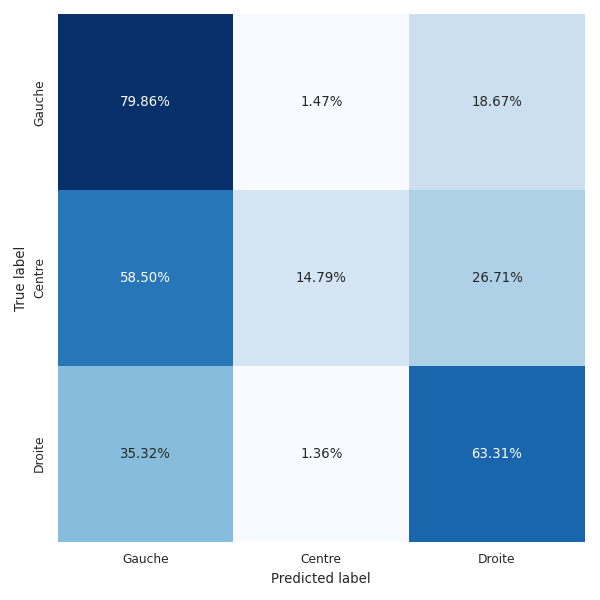 Gauche
79.86%
1.47%
18.67%
True label
Centre
58.50%
14.79%
26.71%
Droite
35.32%
1.36%
63.31%
Gauche
Centre
Droite
Predicted label